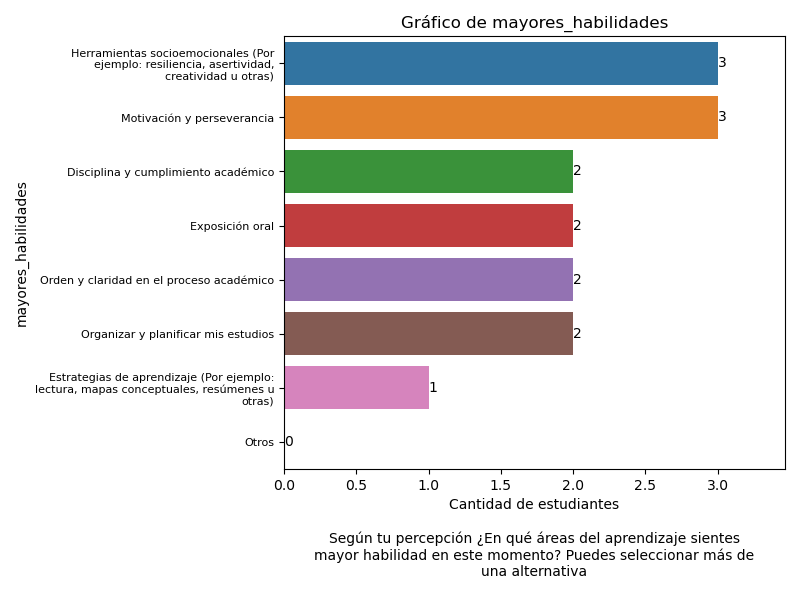 Gráfico de mayores_habilidades
mayores_habilidades
Herramientas socioemocionales (Por
ejemplo: resiliencia, asertividad,
creatividad u otras)
3
Motivación y perseverancia
3
Disciplina y cumplimiento académico
2
Exposición oral
2
Orden y claridad en el proceso académico
2
Organizar y planificar mis estudios
2
Estrategias de aprendizaje (Por ejemplo:
lectura, mapas conceptuales, resúmenes u
otras)
1
Otros
0
0.0 0.5 1.0 1.5 2.0 2.5 3.0
Cantidad de estudiantes
Según tu percepción ¿En qué áreas del aprendizaje sientes
mayor habilidad en este momento? Puedes seleccionar más de
una alternativa